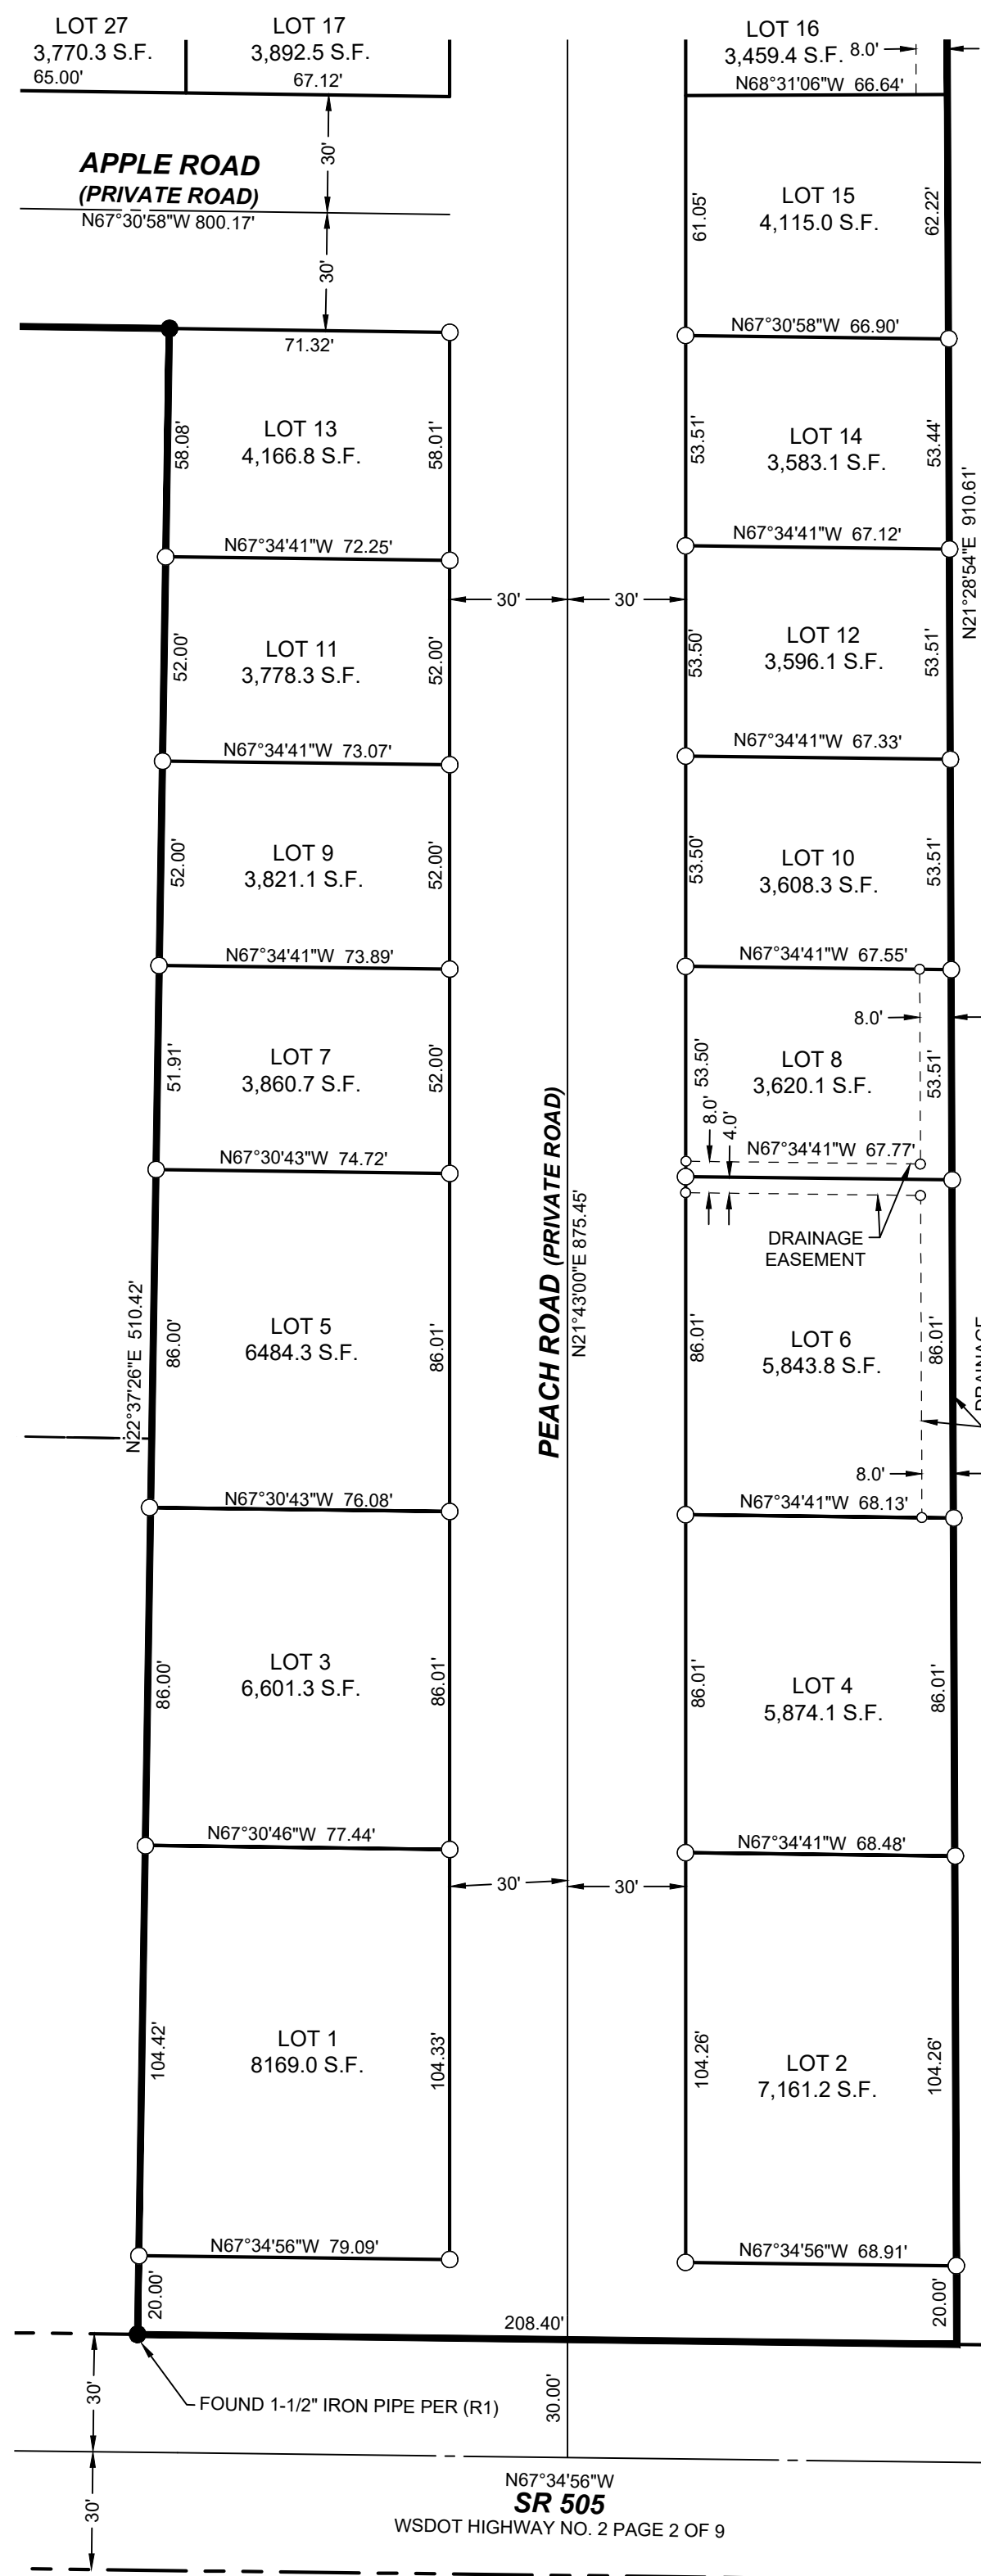 LOT 27
3,770.3 S.F.
65.00'
LOT 17
3,892.5 S.F.
67.12'
LOT 16
3,459.4 S.F.
8.0'
N68°31'06"W 66.64'
30'
APPLE ROAD
(PRIVATE ROAD)
N67°30'58"W 800.17'
30'
61.05'
LOT 15
4,115.0 S.F.
62.22'
N67°30'58"W 66.90'
71.32'
58.08'
LOT 13
4,166.8 S.F.
58.01'
53.51'
LOT 14
3,583.1 S.F.
53.44'
N21°28'54"E 910.61'
N67°34'41"W 72.25'
N67°34'41"W 67.12'
30'
30'
52.00'
LOT 11
3,778.3 S.F.
52.00'
53.50'
LOT 12
3,596.1 S.F.
53.51'
N67°34'41"W 73.07'
N67°34'41"W 67.33'
52.00'
LOT 9
3,821.1 S.F.
52.00'
53.50'
LOT 10
3,608.3 S.F.
53.51'
N67°34'41"W 73.89'
N67°34'41"W 67.55'
8.0'
51.91'
LOT 7
3,860.7 S.F.
52.00'
53.50'
LOT 8
3,620.1 S.F.
53.51'
8.0'
4.0'
N67°30'43"W 74.72'
N67°34'41"W 67.77'
DRAINAGE
EASEMENT
PEACH ROAD (PRIVATE ROAD)
N21°43'00"E 875.45'
N22°37'26"E 510.42'
86.00'
LOT 5
6484.3 S.F.
86.01'
86.01'
LOT 6
5,843.8 S.F.
86.01'
DRAINAGE
8.0'
N67°30'43"W 76.08'
N67°34'41"W 68.13'
86.00'
LOT 3
6,601.3 S.F.
86.01'
86.01'
LOT 4
5,874.1 S.F.
86.01'
N67°30'46"W 77.44'
N67°34'41"W 68.48'
30'
30'
104.42'
LOT 1
8169.0 S.F.
104.33'
104.26'
LOT 2
7,161.2 S.F.
104.26'
N67°34'56"W 79.09'
N67°34'56"W 68.91'
20.00'
208.40'
20.00'
30'
FOUND 1-1/2" IRON PIPE PER (R1)
30.00'
30'
N67°34'56"W
SR 505
WSDOT HIGHWAY NO. 2 PAGE 2 OF 9